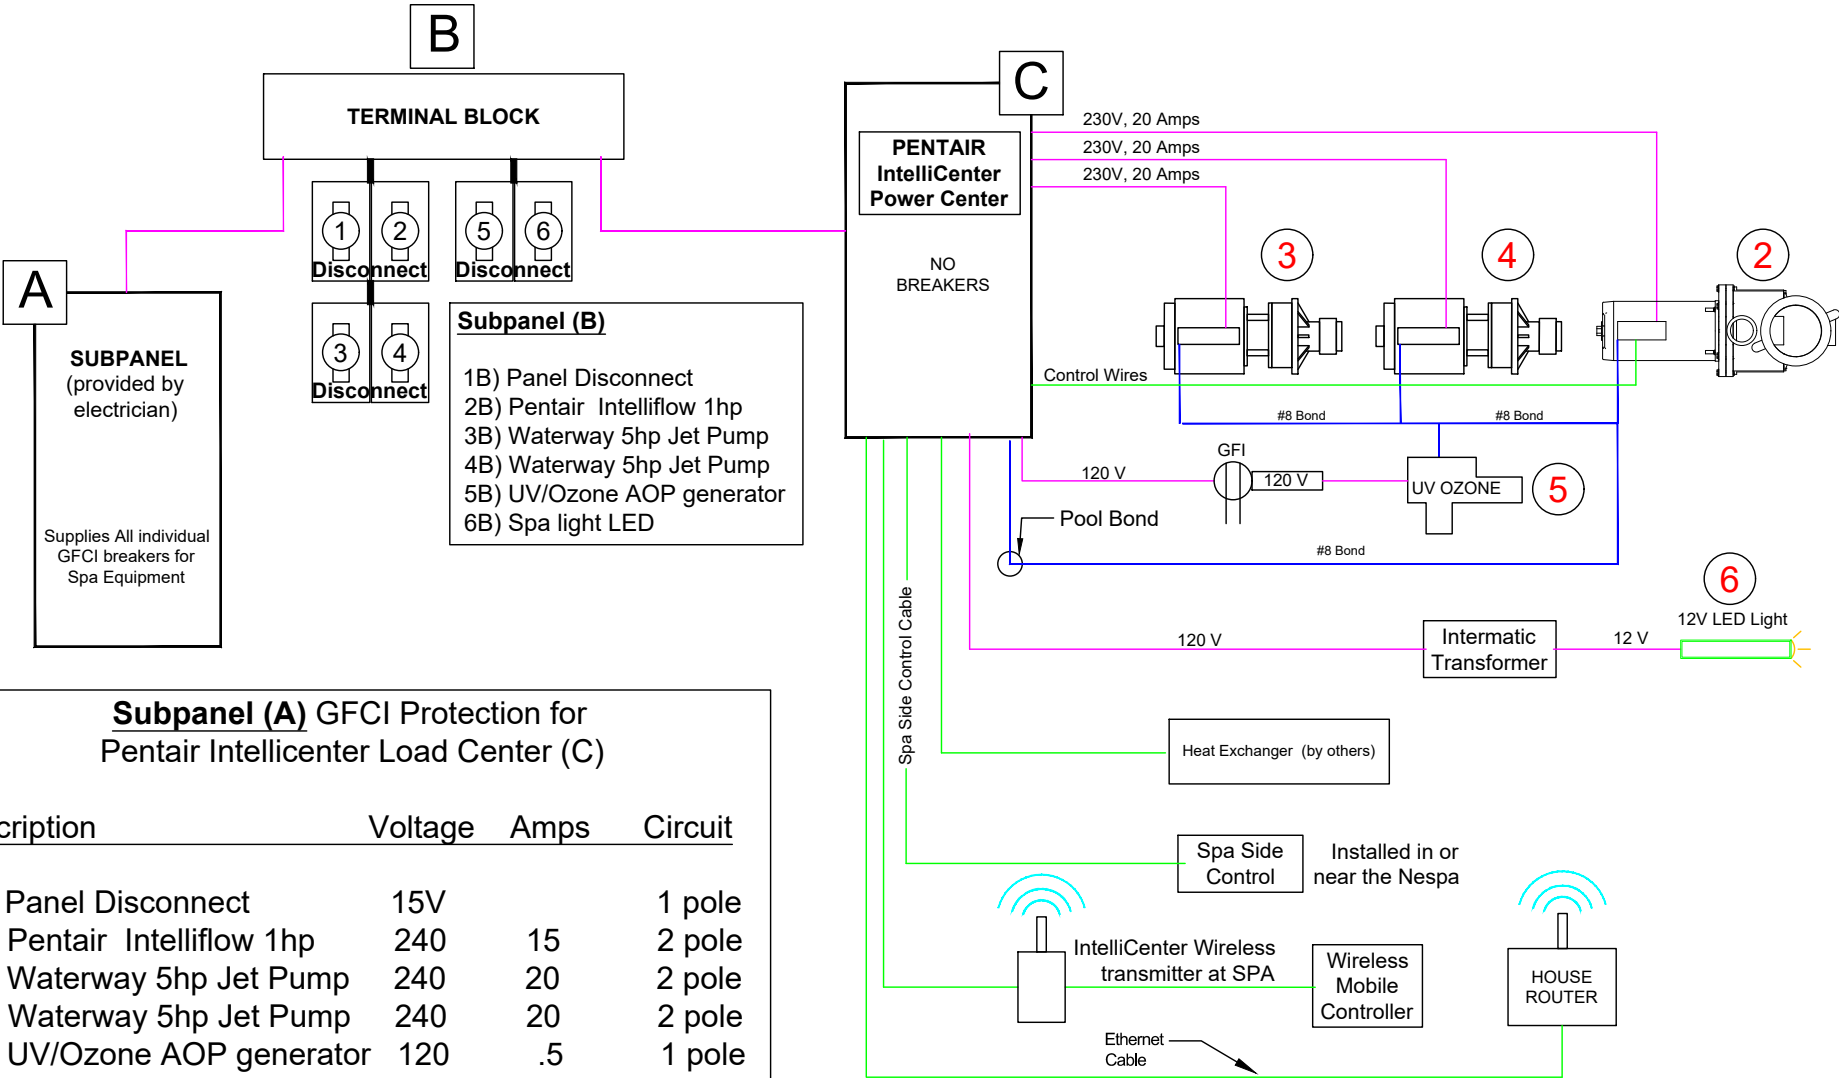 B
TERMINAL BLOCK
1
2
Disconnect
5
6
Disconnect
3
4
Disconnect
A
SUBPANEL
(provided by
electrician)
Supplies All individual
GFCI breakers for
Spa Equipment
Subpanel (B)
1B) Panel Disconnect
2B) Pentair Intelliflow 1hp
3B) Waterway 5hp Jet Pump
4B) Waterway 5hp Jet Pump
5B) UV/Ozone AOP generator
6B) Spa light LED
C
PENTAIR
IntelliCenter
Power Center
NO
BREAKERS
230V, 20 Amps
230V, 20 Amps
230V, 20 Amps
3
4
2
Control Wires
#8 Bond
#8 Bond
GFI
120 V
120 V
UV OZONE
5
Pool Bond
#8 Bond
6
12V LED Light
120 V
Intermatic
Transformer
12 V
Spa Side Control Cable
Heat Exchanger (by others)
Spa Side
Control
Installed in or
near the Nespa
IntelliCenter Wireless
transmitter at SPA
Wireless
Mobile
Controller
HOUSE
ROUTER
Ethernet
Cable
Subpanel (A) GFCI Protection for
Pentair Intellicenter Load Center (C)
cription Voltage Amps Circuit
Panel Disconnect 15V 1 pole
Pentair Intelliflow 1hp 240 15 2 pole
Waterway 5hp Jet Pump 240 20 2 pole
Waterway 5hp Jet Pump 240 20 2 pole
UV/Ozone AOP generator 120 .5 1 pole